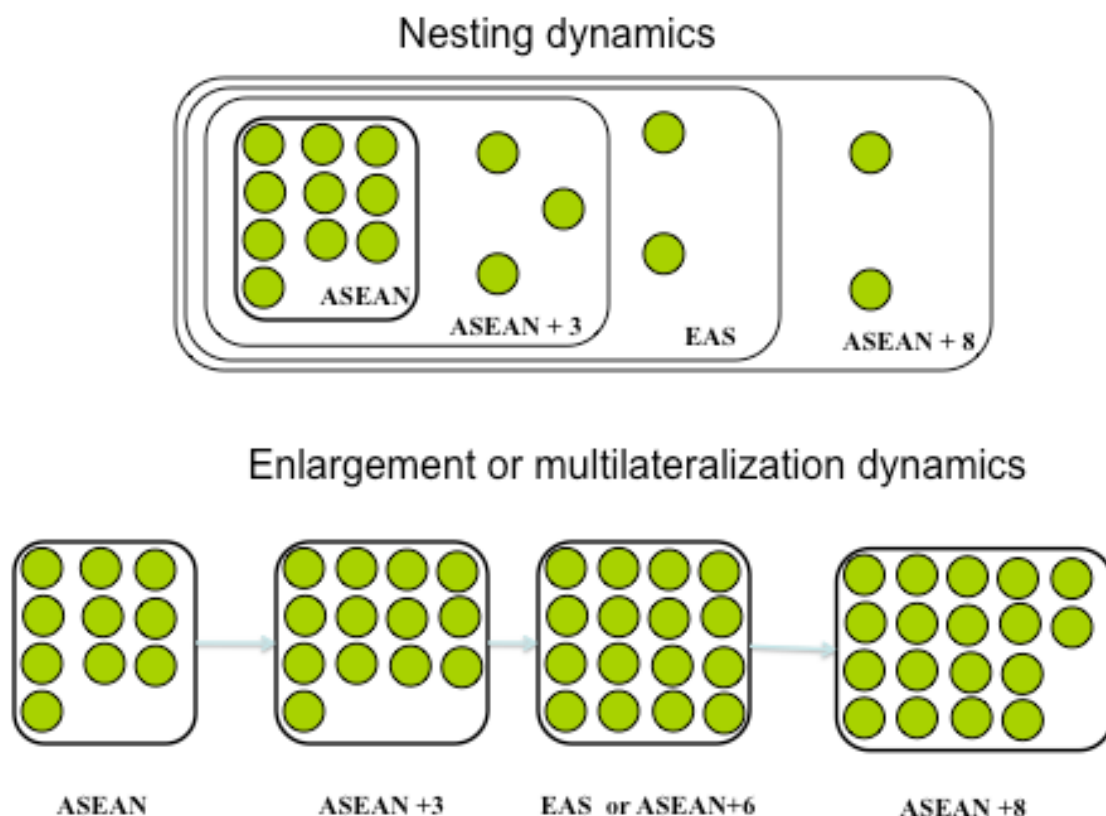 Nesting dynamics
ASEAN
ASEAN + 3
EAS
ASEAN + 8
Enlargement or multilateralization dynamics
ASEAN
ASEAN +3
EAS or ASEAN+6
ASEAN +8